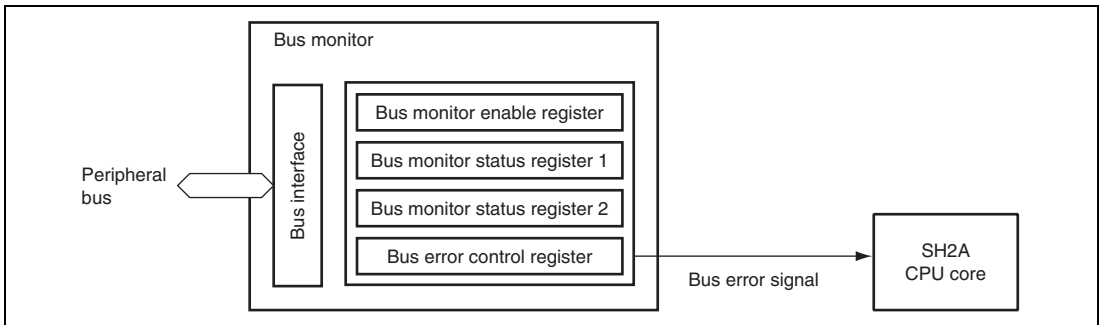 Bus monitor
Bus interface
Bus monitor enable register
Bus monitor status register 1
Bus monitor status register 2
Bus error control register
Peripheral
bus
Bus error signal
SH2A
CPU core